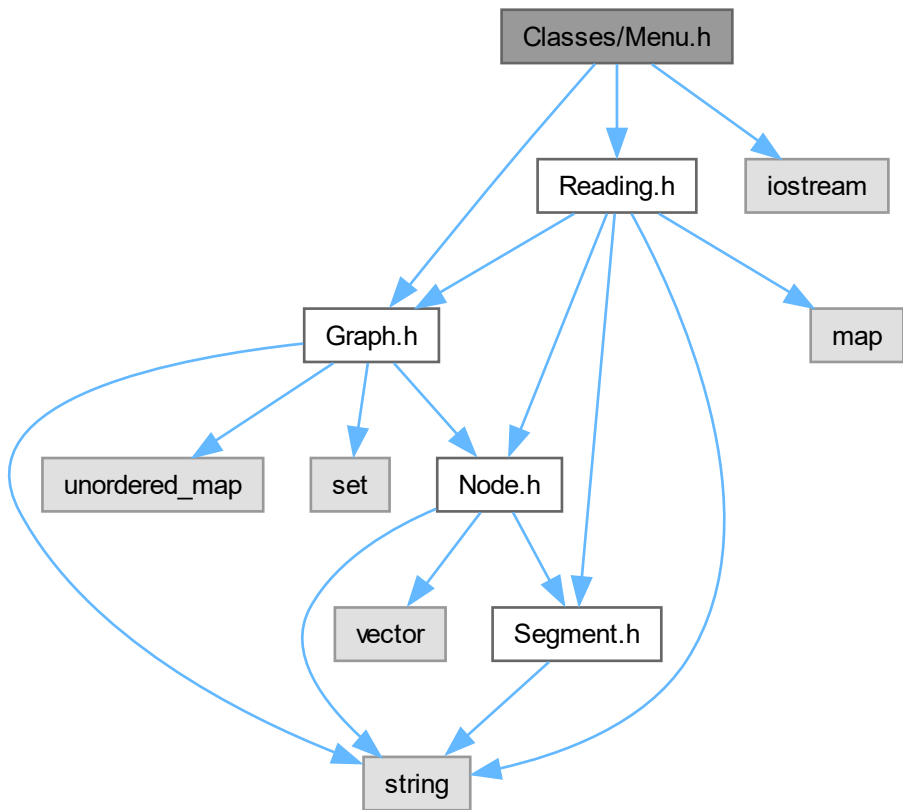 Classes/Menu.h
Reading.h
iostream
Graph.h
map
unordered_map
set
Node.h
vector
Segment.h
string